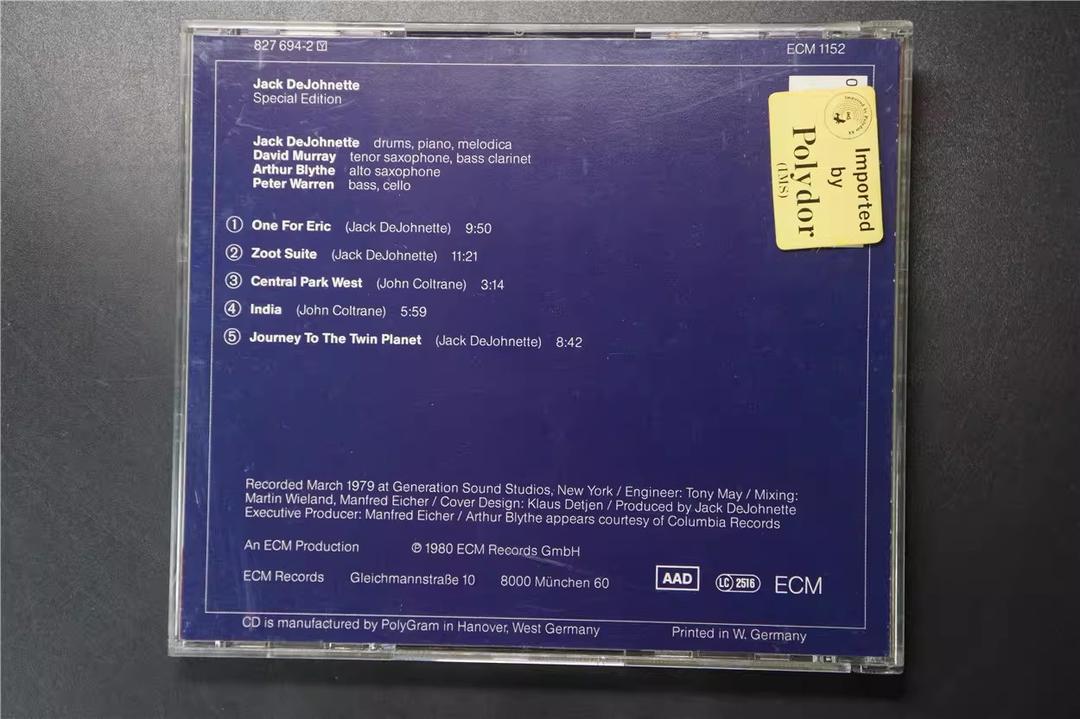 827 694-2 Y
ECM 1152
Jack DeJohnette
Special Edition
Jack DeJohnette drums, piano, melodica
David Murray tenor saxophone, bass clarinet
Arthur Blythe alto saxophone
Peter Warren bass, cello
① One For Eric (Jack DeJohnette) 9:50
② Zoot Suite (Jack DeJohnette) 11:21
③ Central Park West (John Coltrane) 3:14
④ India (John Coltrane) 5:59
⑤ Journey To The Twin Planet (Jack DeJohnette) 8:42
Imported
by
Polydor
(IMS)
0
Recorded March 1979 at Generation Sound Studios, New York / Engineer: Tony May / Mixing:
Martin Wieland, Manfred Eicher / Cover Design: Klaus Detjen / Produced by Jack DeJohnette
Executive Producer: Manfred Eicher / Arthur Blythe appears courtesy of Columbia Records
An ECM Production ℗ 1980 ECM Records GmbH
ECM Records Gleichmannstraße 10 8000 München 60 AAD LC 2516 ECM
CD is manufactured by PolyGram in Hanover, West Germany Printed in W. Germany